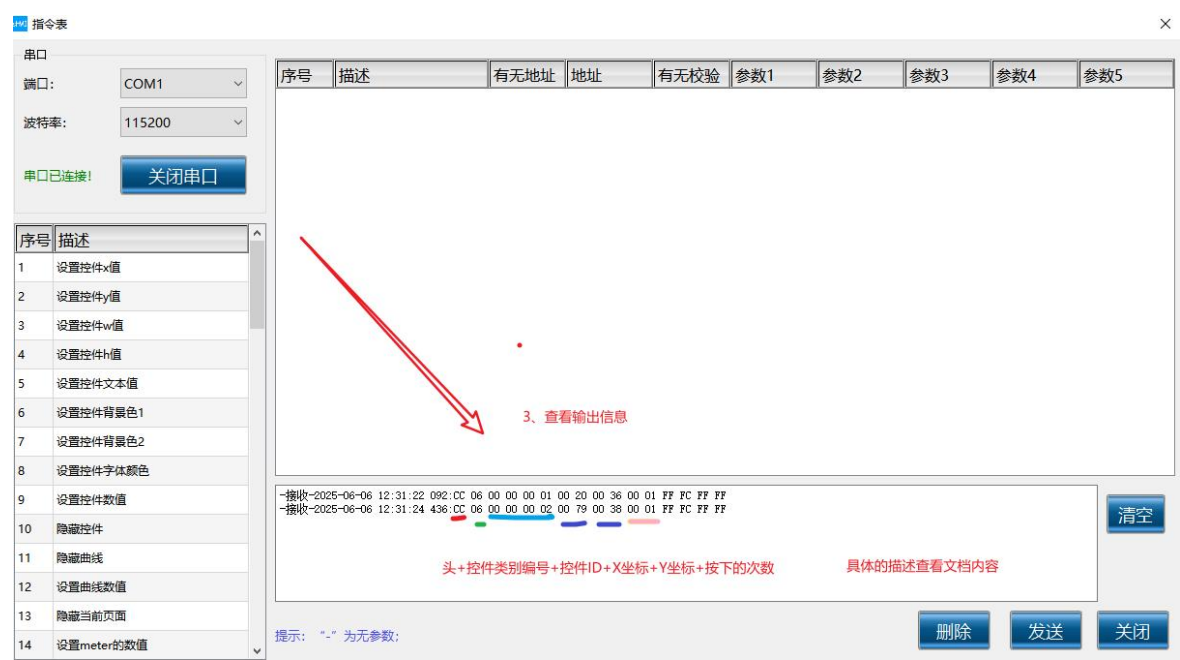 指令表
串口
端口：
COM1
波特率：
115200
串口已连接!
关闭串口
序号 描述
1 设置控件x值
2 设置控件y值
3 设置控件w值
4 设置控件h值
5 设置控件文本值
6 设置控件背景色1
7 设置控件背景色2
8 设置控件字体颜色
9 设置控件数值
10 隐藏控件
11 隐藏曲线
12 设置曲线数值
13 隐藏当前页面
14 设置meter的数值
序号 描述 有无地址 地址 有无校验 参数1 参数2 参数3 参数4 参数5
3、查看输出信息
-接收-2025-06-06 12:31:22 092:CC 06 00 00 00 01 00 20 00 36 00 01 FF FC FF FF
-接收-2025-06-06 12:31:24 436:CC 06 00 00 00 02 00 79 00 38 00 01 FF FC FF FF
头+控件类别编号+控件ID+X坐标+Y坐标+按下的次数
具体的描述查看文档内容
清空
提示： “-”为无参数;
删除
发送
关闭